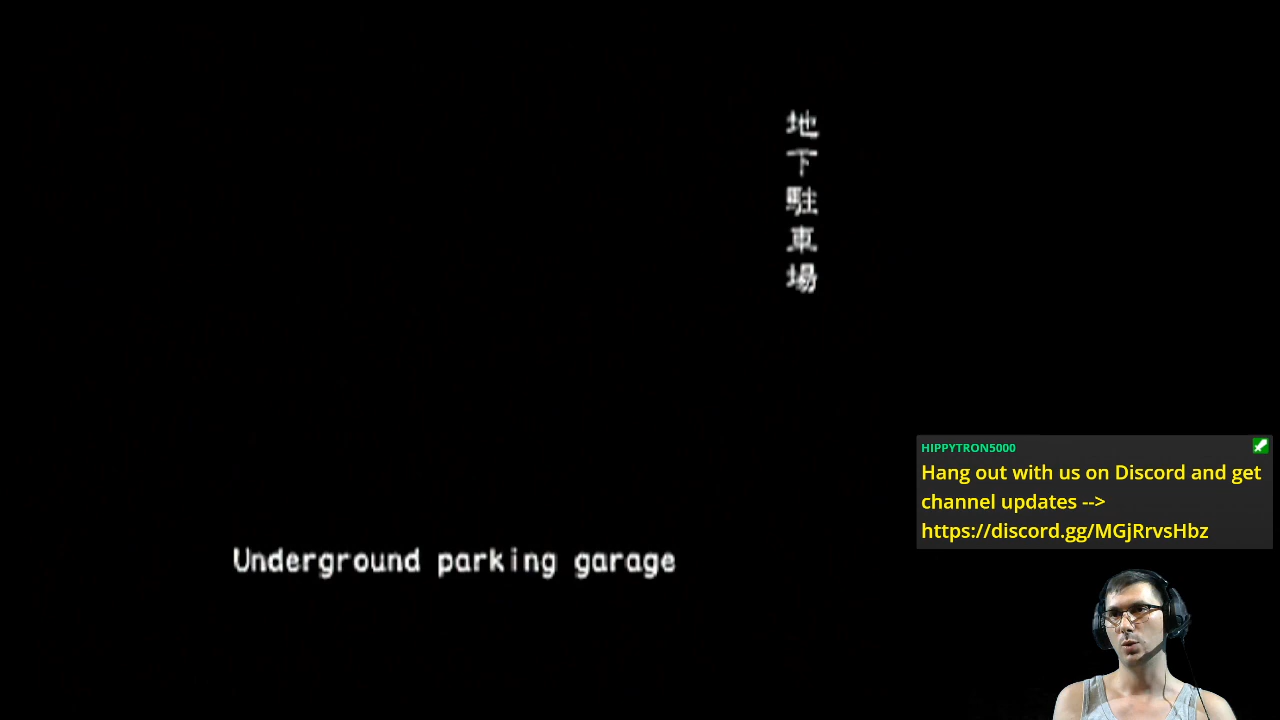 地下駐車場
Underground parking garage
HIPPYTRON5000
Hang out with us on Discord and get
channel updates -->
https://discord.gg/MGjRrvsHbz